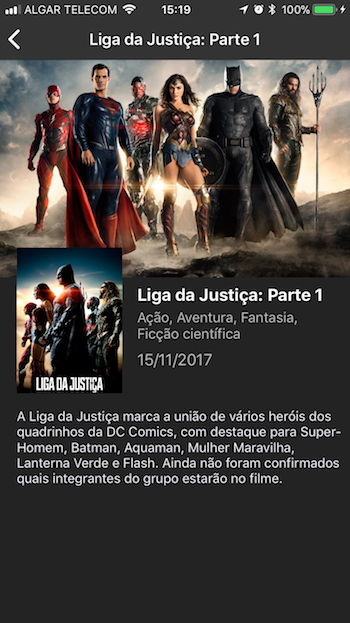 ALGAR TELECOM 15:19 100%
Liga da Justiça: Parte 1
LIGA DA JUSTIÇA
Liga da Justiça: Parte 1
Ação, Aventura, Fantasia,
Ficção científica
15/11/2017
A Liga da Justiça marca a união de vários heróis dos
quadrinhos da DC Comics, com destaque para Super-
Homem, Batman, Aquaman, Mulher Maravilha,
Lanterna Verde e Flash. Ainda não foram confirmados
quais integrantes do grupo estarão no filme.